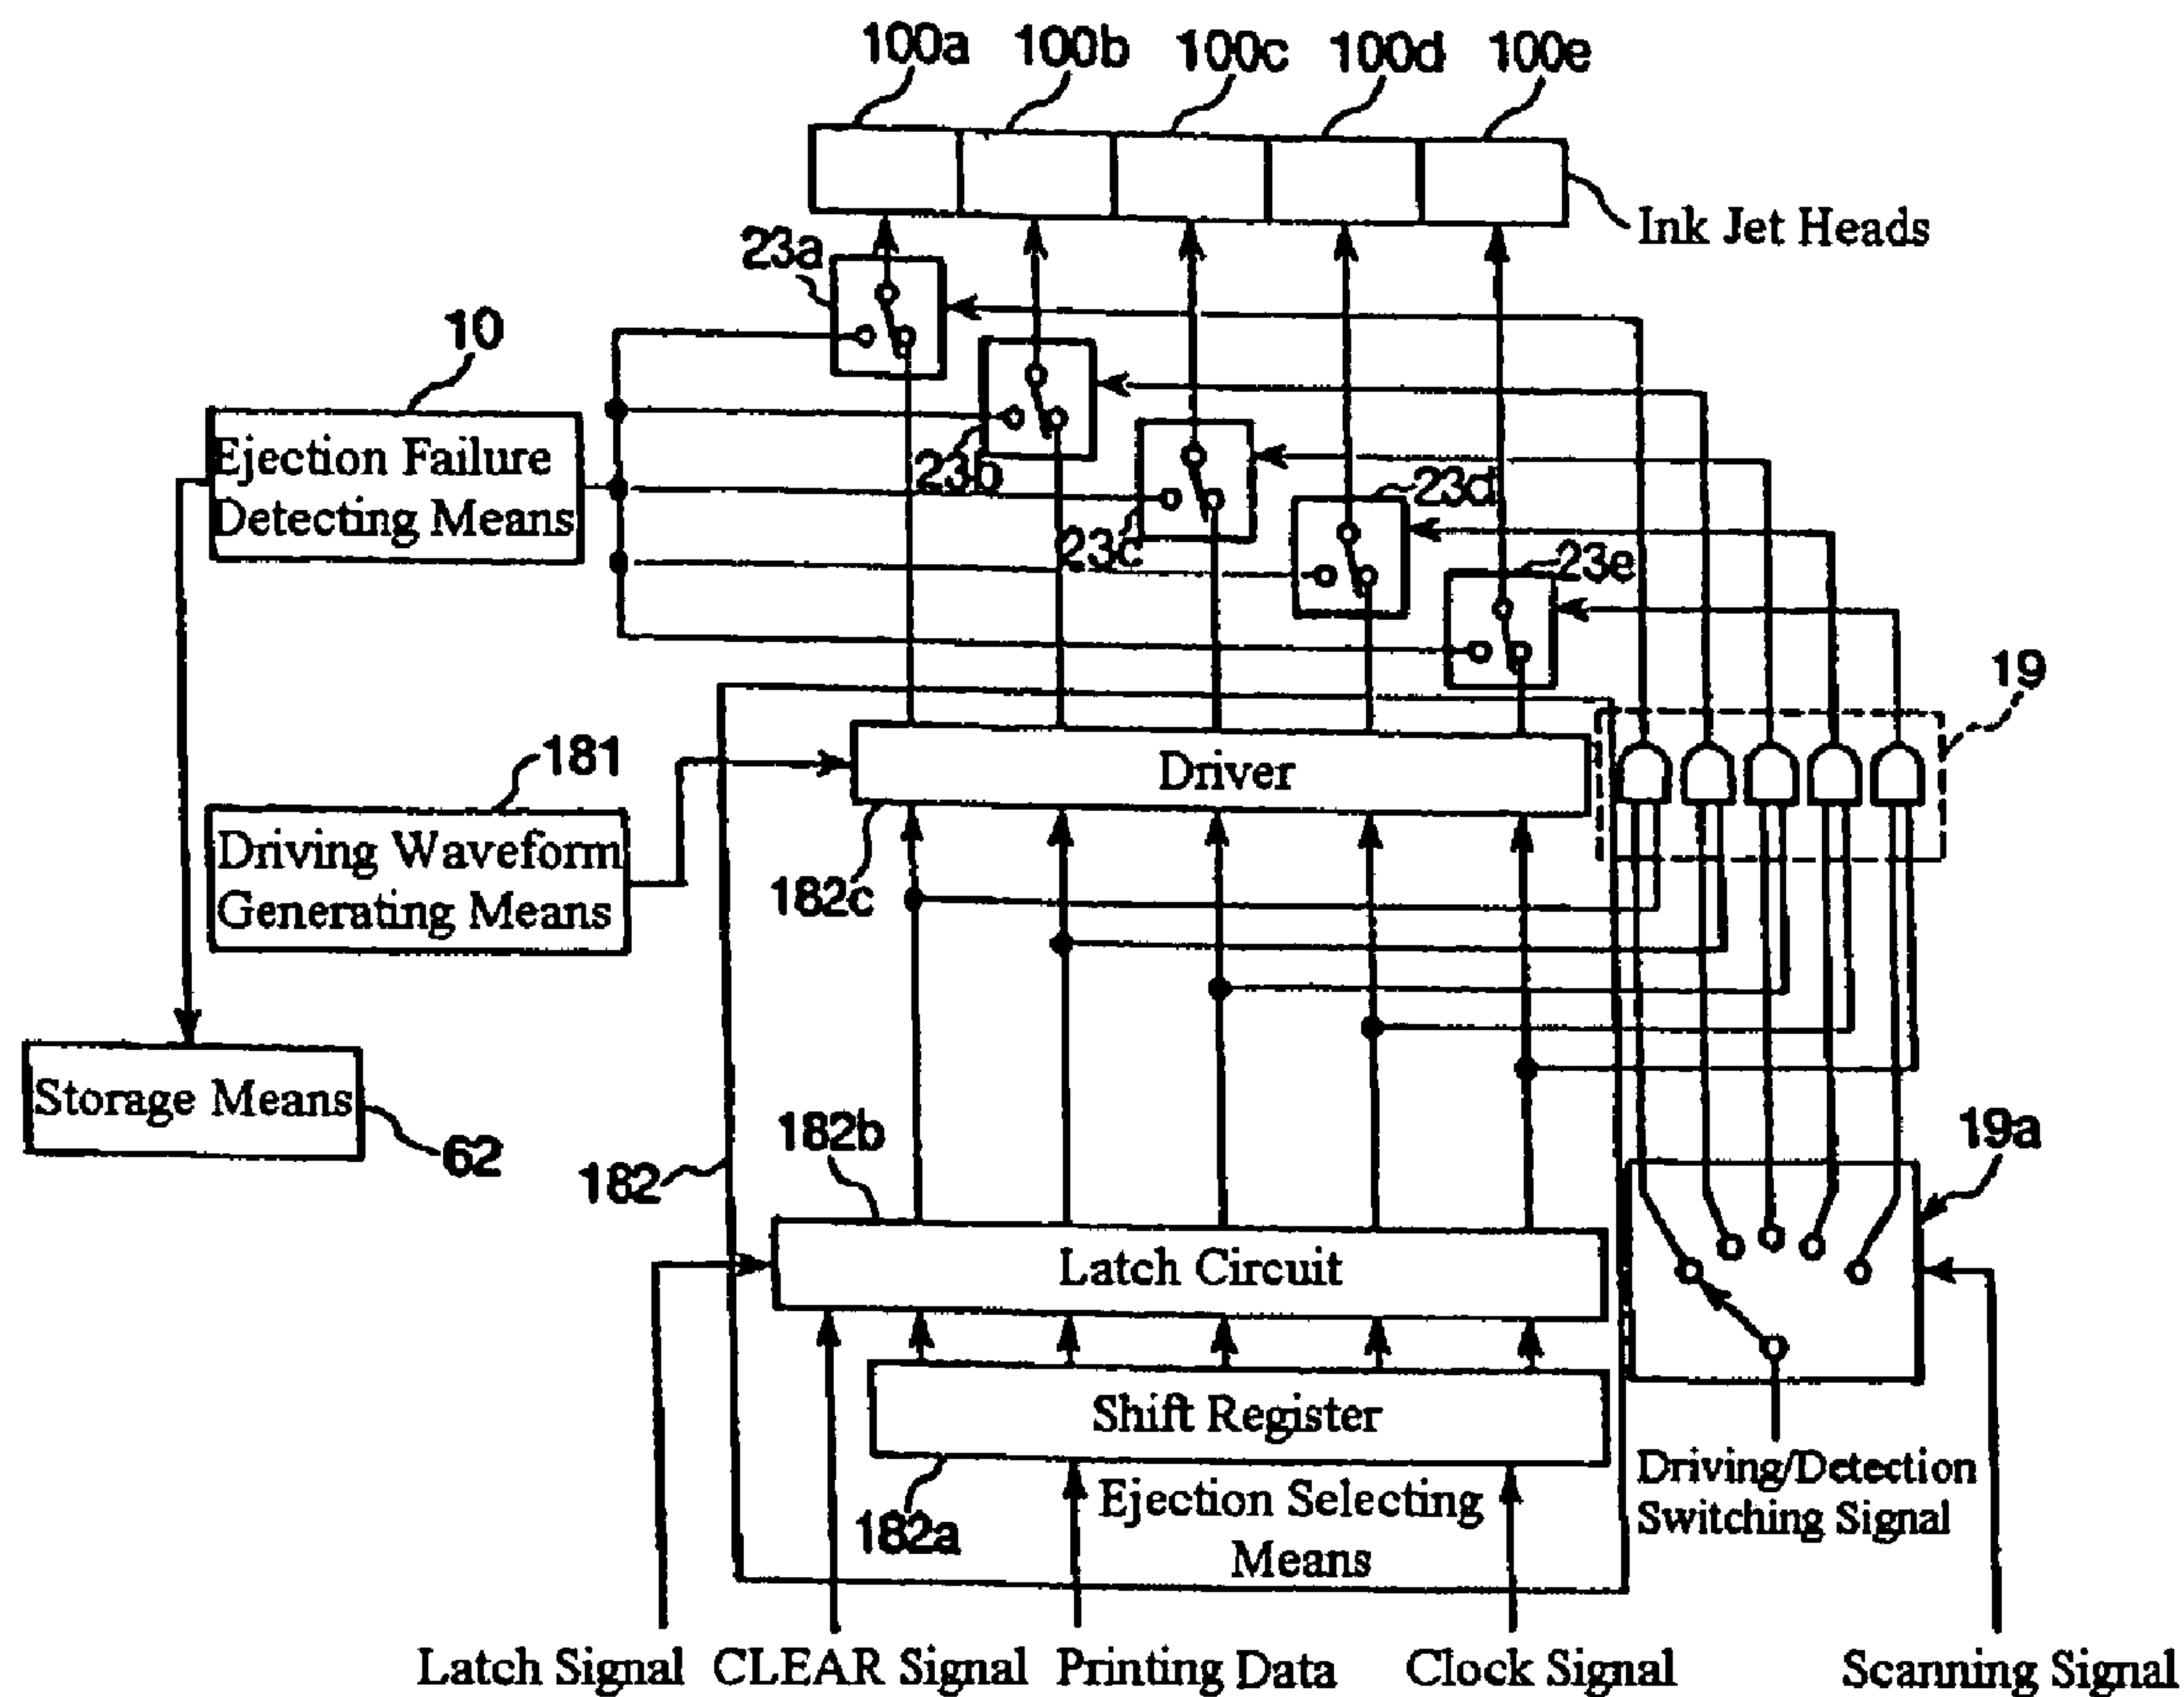 100a 100b 100c 100d 100e
Ink Jet Heads
23a
10
Ejection Failure
Detecting Means
23b
23c
23d
23e
19
181
Driver
Driving Waveform
Generating Means
182c
Storage Means
62
182b
19a
182
Latch Circuit
Shift Register
182a
Ejection Selecting
Means
Driving/Detection
Switching Signal
Latch Signal CLEAR Signal Printing Data Clock Signal Scanning Signal